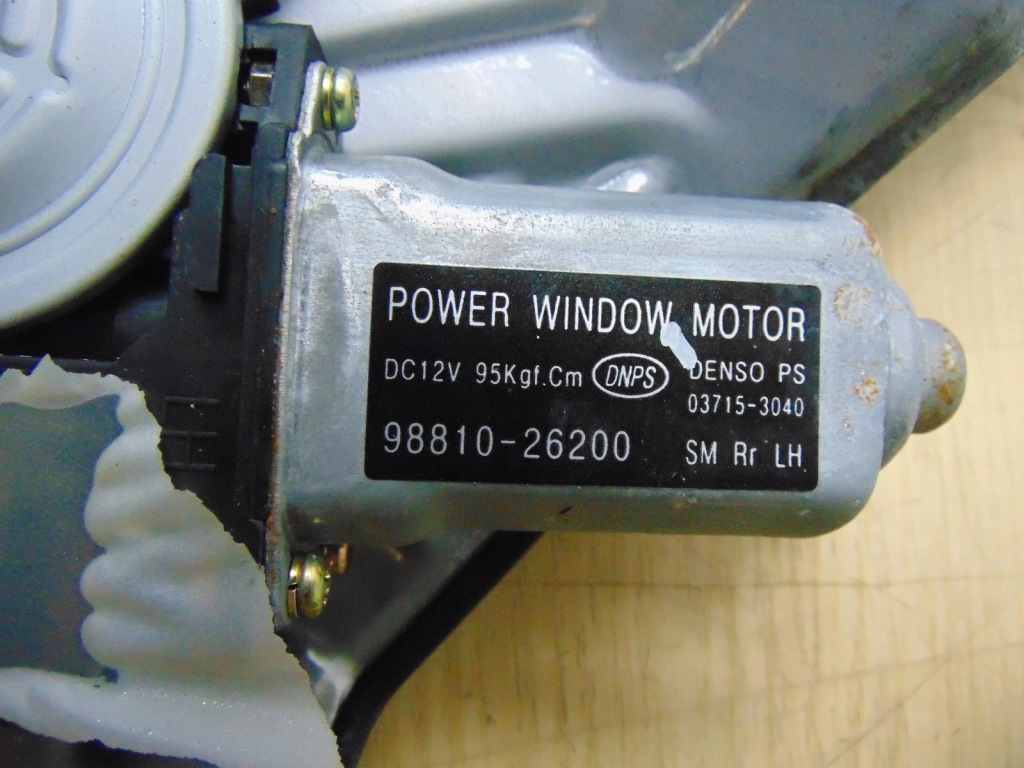 POWER WINDOW MOTOR
DC12V 95Kgf.Cm DNPS DENSO PS
03715-3040
98810-26200 SM Rr LH